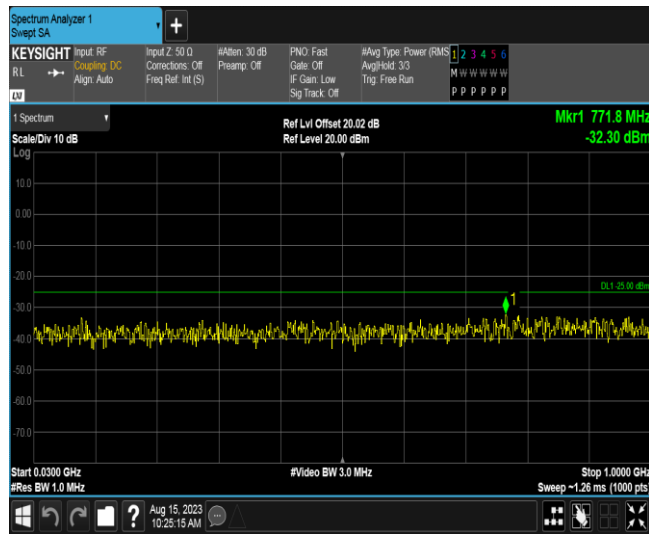 Spectrum Analyzer 1
Swept SA
KEYSIGHT
RL
LXI
Input: RF
Coupling: DC
Align: Auto
Input Z: 50 Ω
Corrections: Off
Freq Ref: Int (S)
#Atten: 30 dB
Preamp: Off
PNO: Fast
Gate: Off
IF Gain: Low
Sig Track: Off
#Avg Type: Power (RMS
Avg|Hold: 3/3
Trig: Free Run
1 2 3 4 5 6
M W W W W W
P P P P P P
1 Spectrum
Scale/Div 10 dB
Log
Ref Lvl Offset 20.02 dB
Ref Level 20.00 dBm
Mkr1 771.8 MHz
-32.30 dBm
10.0
0.00
-10.0
-20.0
DL1 -25.00 dBm
1
-30.0
-40.0
-50.0
-60.0
-70.0
Start 0.0300 GHz
#Res BW 1.0 MHz
#Video BW 3.0 MHz
Stop 1.0000 GHz
Sweep ~1.26 ms (1000 pts
?
Aug 15, 2023
10:25:15 AM